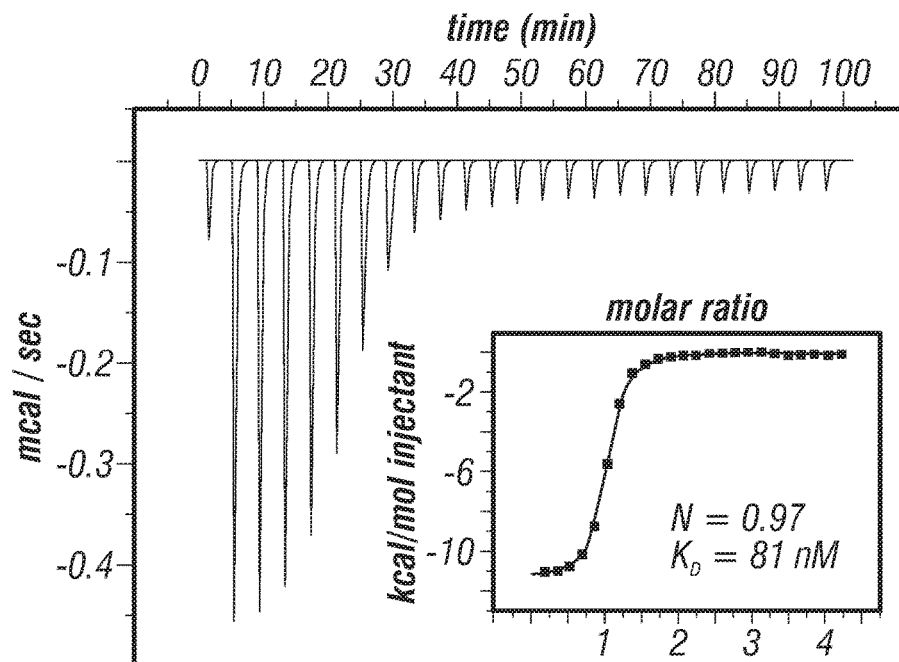 time (min)
0 10 20 30 40 50 60 70 80 90 100
mcal / sec
-0.1
-0.2
-0.3
-0.4
molar ratio
kcal/mol injectant
-2
-6
-10
N = 0.97
K_D = 81 nM
1 2 3 4